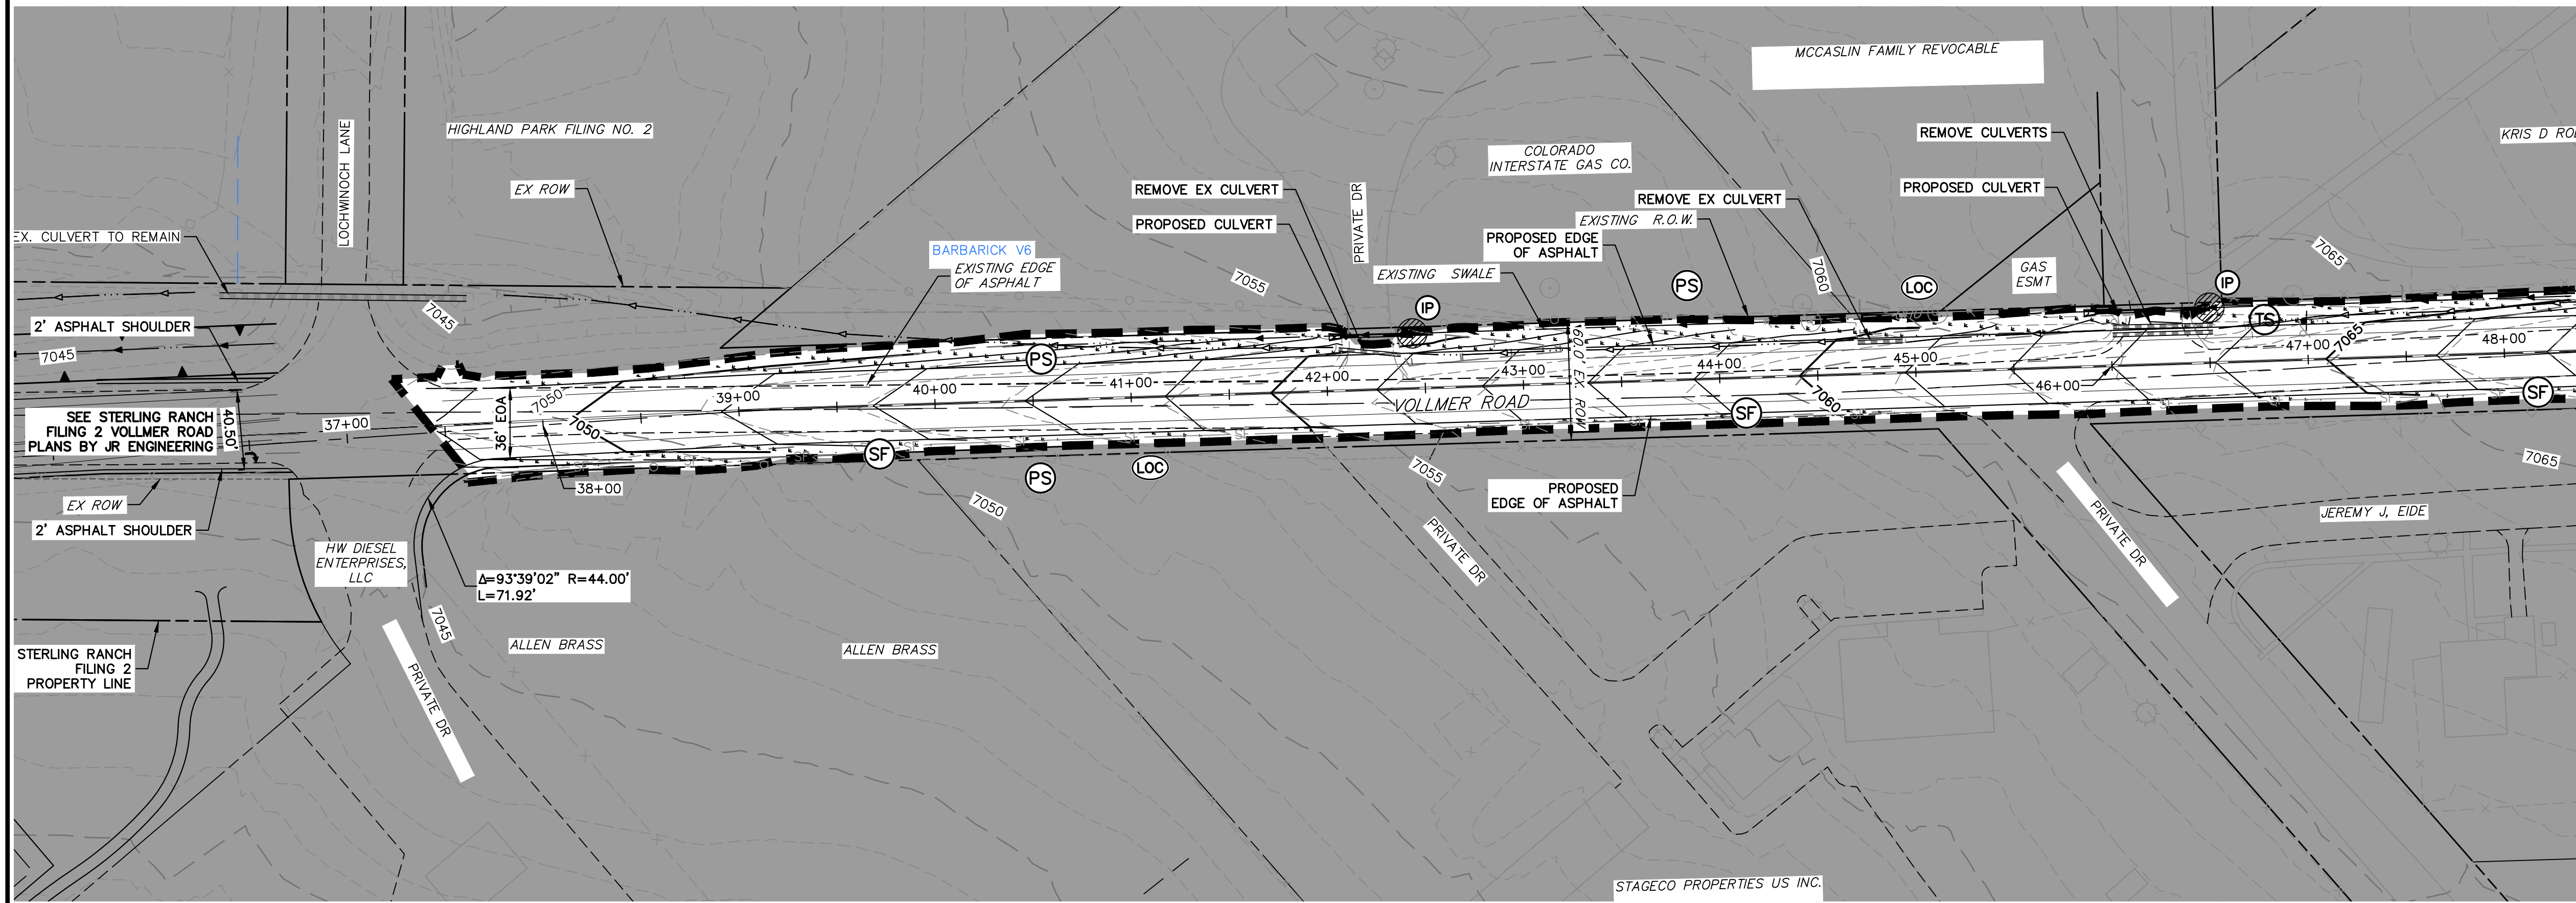 MCCASLIN FAMILY REVOCABLE
HIGHLAND PARK FILING NO. 2
LOCHWINOCH LANE
EX ROW
EX. CULVERT TO REMAIN
2' ASPHALT SHOULDER
7045
7045
SEE STERLING RANCH
FILING 2 VOLLMER ROAD
PLANS BY JR ENGINEERING
40.50'
37+00
EX ROW
2' ASPHALT SHOULDER
HW DIESEL
ENTERPRISES,
LLC
STERLING RANCH
FILING 2
PROPERTY LINE
PRIVATE DR
7045
Δ=93°39'02" R=44.00'
L=71.92'
ALLEN BRASS
ALLEN BRASS
36' EOA
7050
7050
38+00
39+00
40+00
41+00
42+00
43+00
44+00
45+00
46+00
47+00
48+00
BARBARICK V6
EXISTING EDGE
OF ASPHALT
PS
SF
PS
LOC
7050
REMOVE EX CULVERT
PROPOSED CULVERT
7055
PRIVATE DR
IP
EXISTING SWALE
COLORADO
INTERSTATE GAS CO.
REMOVE EX CULVERT
EXISTING R.O.W.
PROPOSED EDGE
OF ASPHALT
PS
60.0' EX. ROW
VOLLMER ROAD
SF
7060
7060
LOC
7055
PRIVATE DR
PROPOSED
EDGE OF ASPHALT
REMOVE CULVERTS
PROPOSED CULVERT
GAS
ESMT
IP
TS
7065
7065
KRIS D RO
SF
7065
PRIVATE DR
JEREMY J, EIDE
STAGECO PROPERTIES US INC.